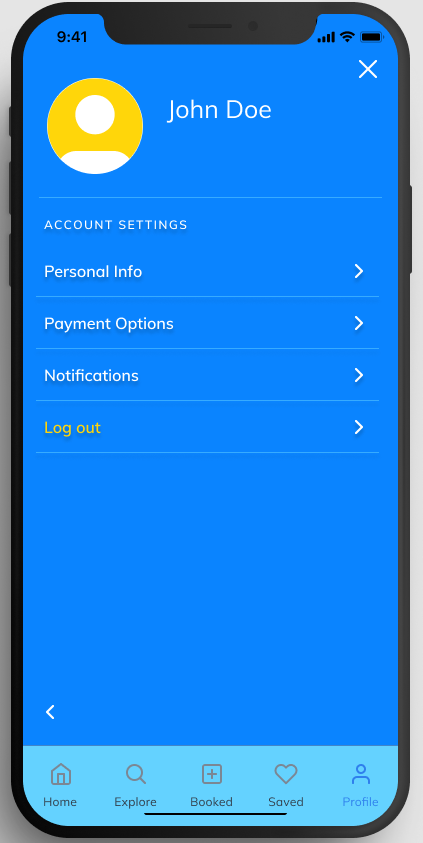 9:41
John Doe
ACCOUNT SETTINGS
Personal Info
Payment Options
Notifications
Log out
Home Explore Booked Saved Profile